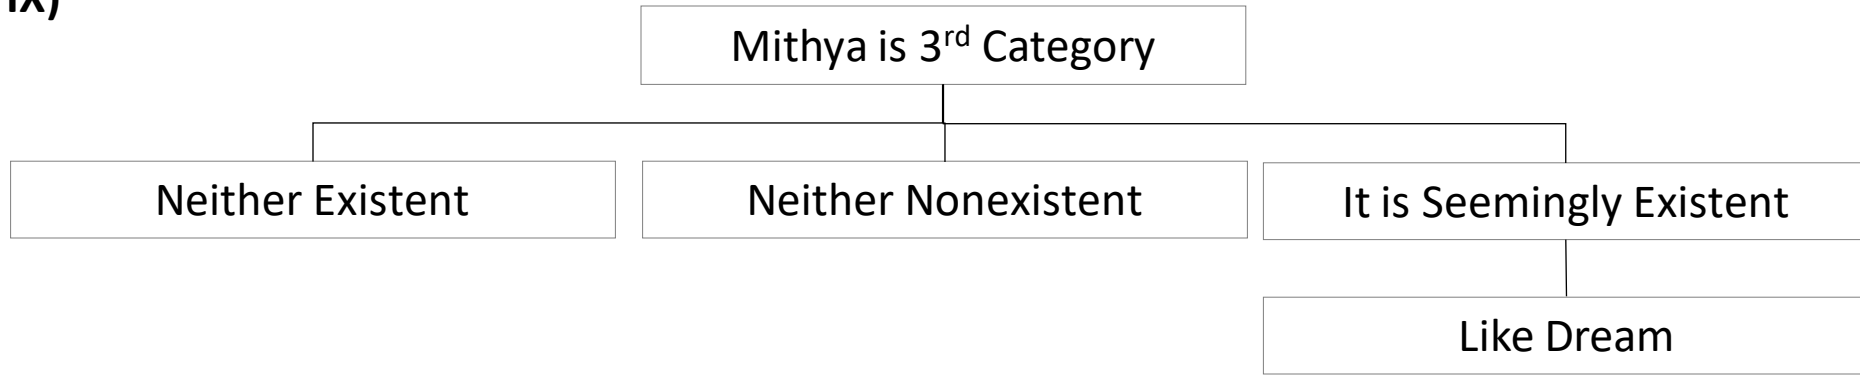 ix)
Mithya is 3rd Category
Neither Existent
Neither Nonexistent
It is Seemingly Existent
Like Dream